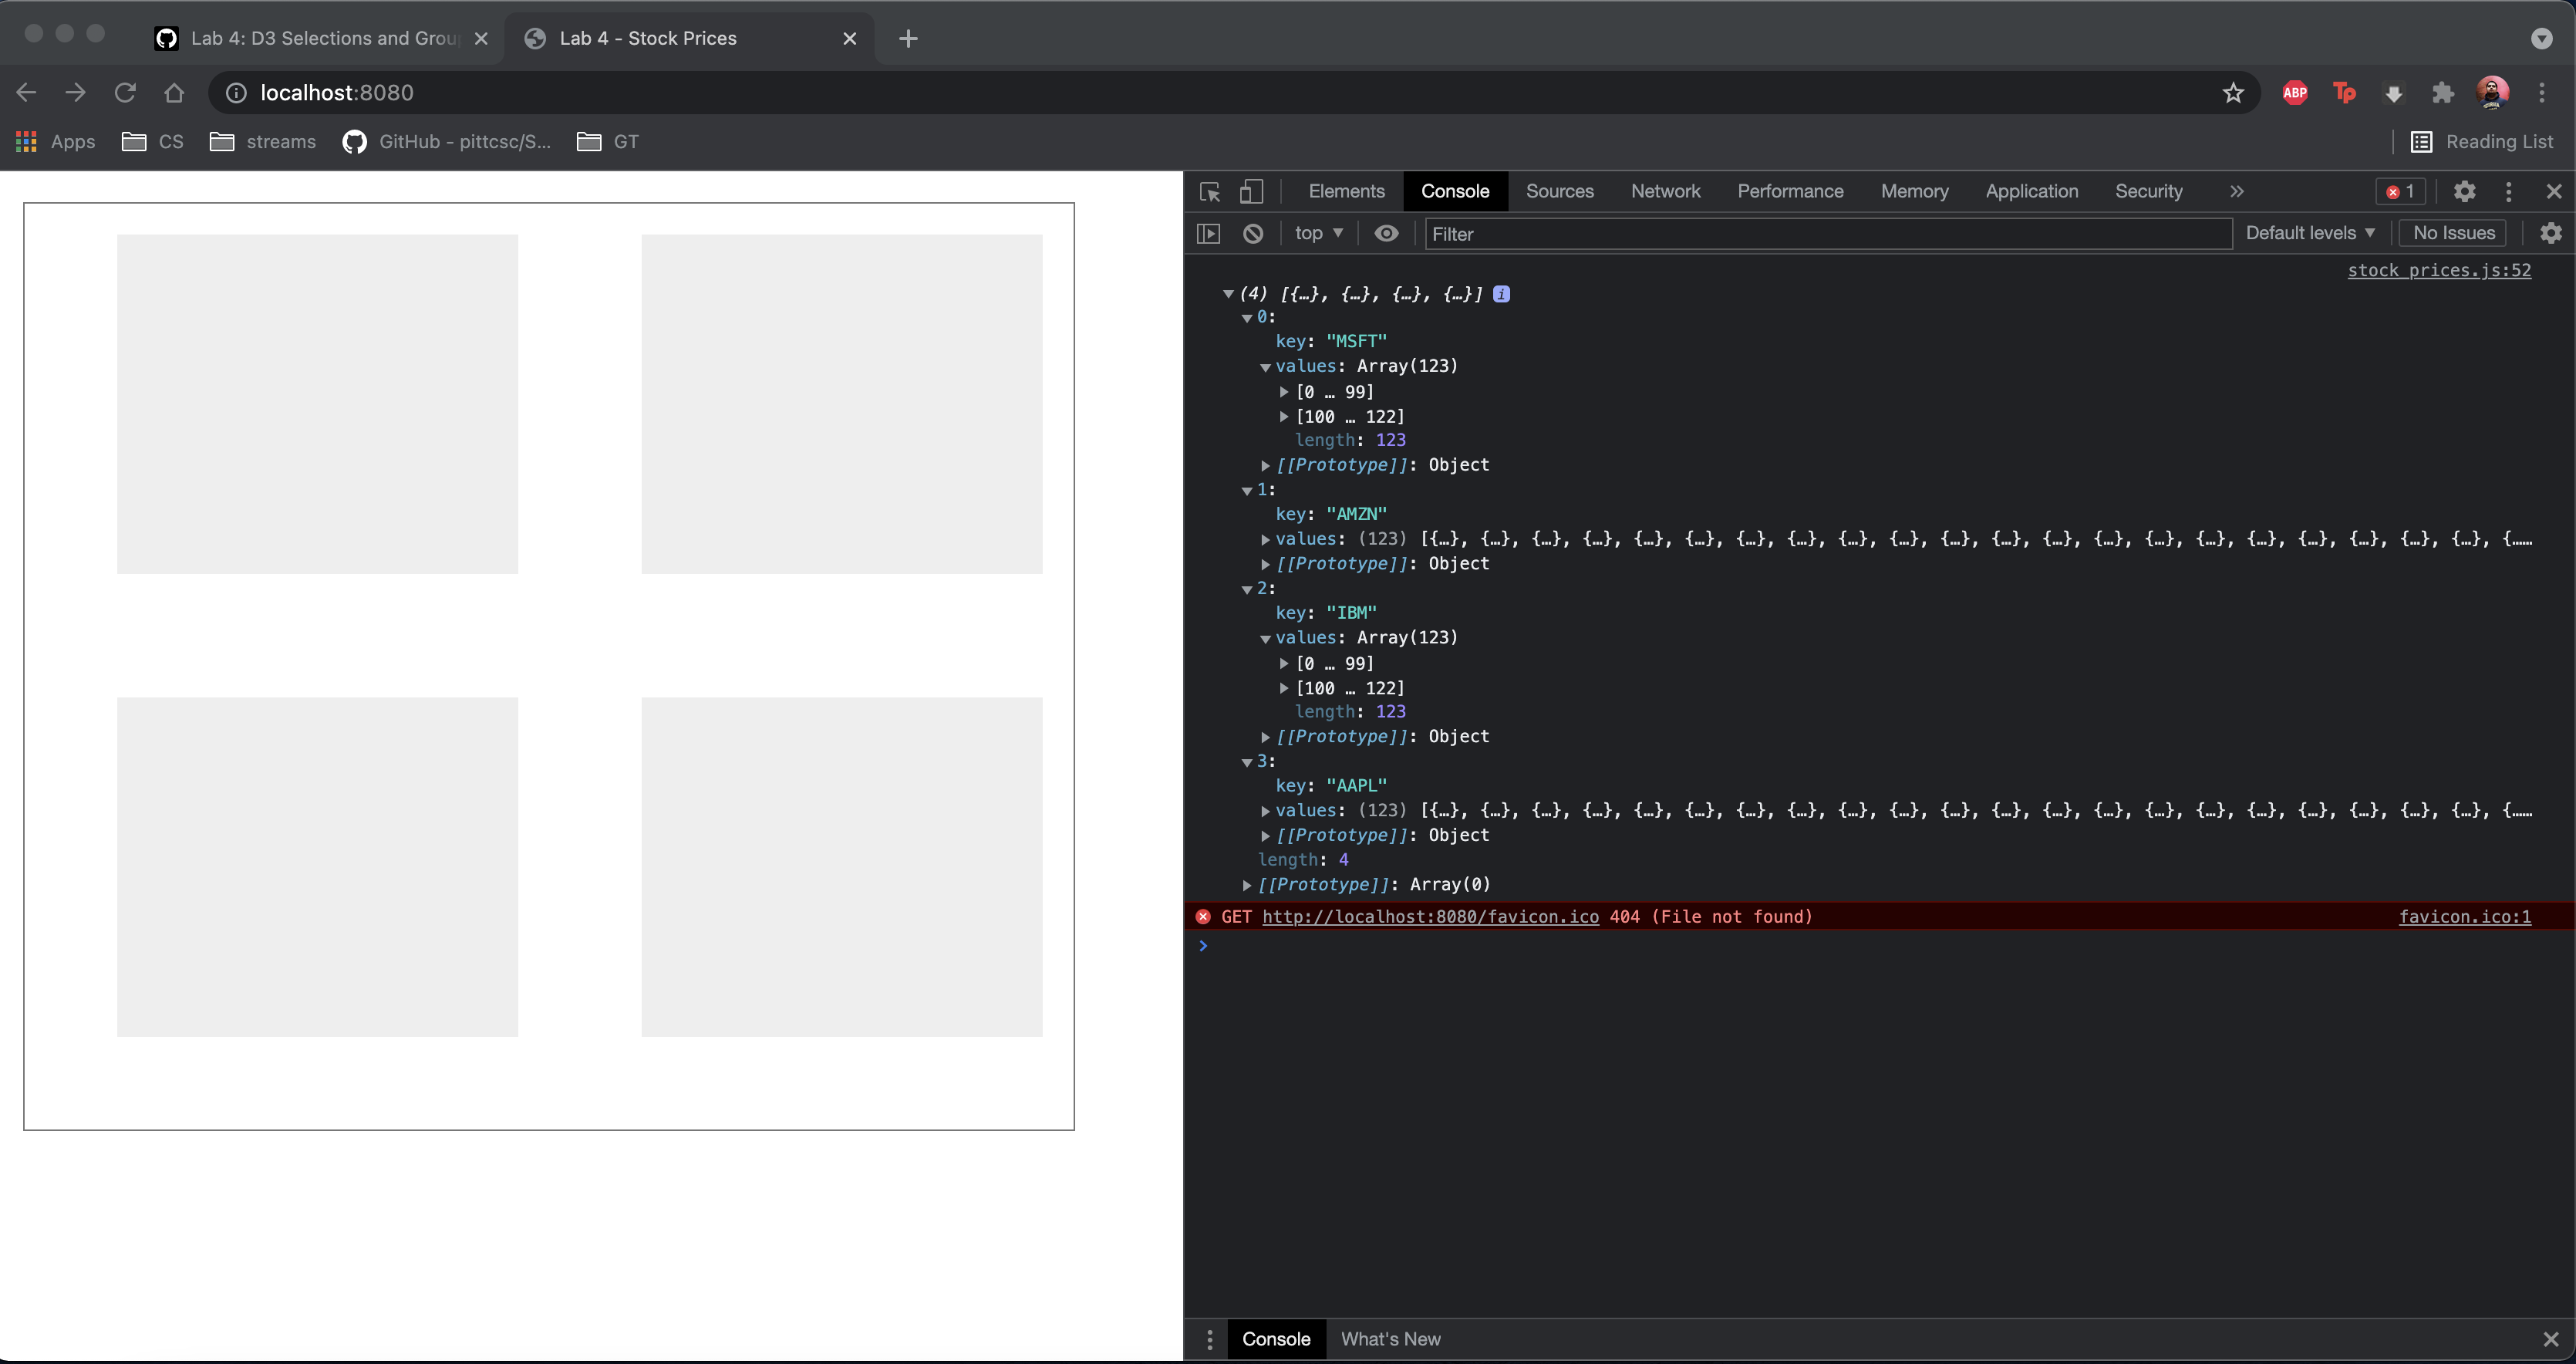 Lab 4: D3 Selections and Grou
Lab 4 - Stock Prices
localhost:8080
ABP
Tp
Apps
CS
streams
GitHub - pittcsc/S...
GT
Reading List
Elements
Console
Sources
Network
Performance
Memory
Application
Security
1
top
Filter
Default levels
No Issues
stock_prices.js:52
(4) [{…}, {…}, {…}, {…}] i
0:
key: "MSFT"
values: Array(123)
[0 … 99]
[100 … 122]
length: 123
[[Prototype]]: Object
1:
key: "AMZN"
values: (123) [{…}, {…}, {…}, {…}, {…}, {…}, {…}, {…}, {…}, {…}, {…}, {…}, {…}, {…}, {…}, {…}, {…}, {…}, {…}, {…}, {…}, {……
[[Prototype]]: Object
2:
key: "IBM"
values: Array(123)
[0 … 99]
[100 … 122]
length: 123
[[Prototype]]: Object
3:
key: "AAPL"
values: (123) [{…}, {…}, {…}, {…}, {…}, {…}, {…}, {…}, {…}, {…}, {…}, {…}, {…}, {…}, {…}, {…}, {…}, {…}, {…}, {…}, {…}, {……
[[Prototype]]: Object
length: 4
[[Prototype]]: Array(0)
GET http://localhost:8080/favicon.ico 404 (File not found)
favicon.ico:1
Console
What's New